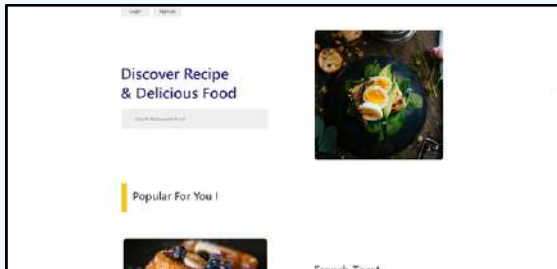 Login Signup
Discover Recipe
& Delicious Food
Popular For You !
French Toast